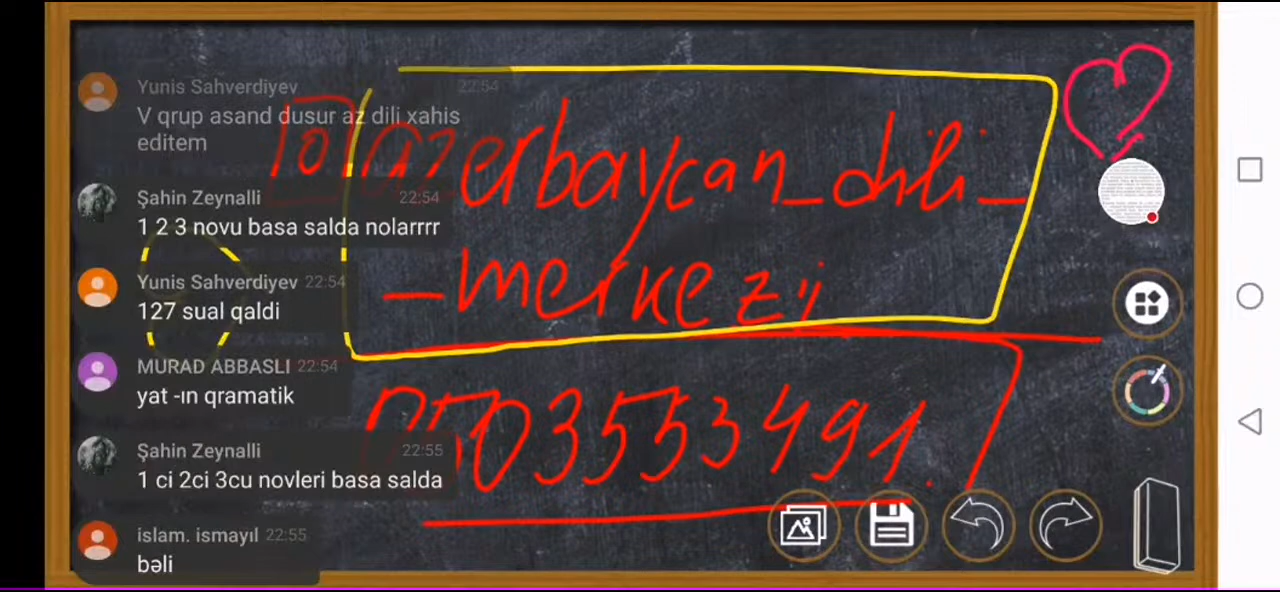 Yunis Sahverdiyev 22:54
V qrup asand dusur az dili xahis
editem
Şahin Zeynalli 22:54
1 2 3 novu basa salda nolarrrr
Yunis Sahverdiyev 22:54
127 sual qaldi
MURAD ABBASLI 22:54
yat -ın qramatik
Şahin Zeynalli 22:55
1 ci 2ci 3cu novleri basa salda
islam. ismayıl 22:55
bəli
azerbaycan_dili_
_merkezi
0503553491.